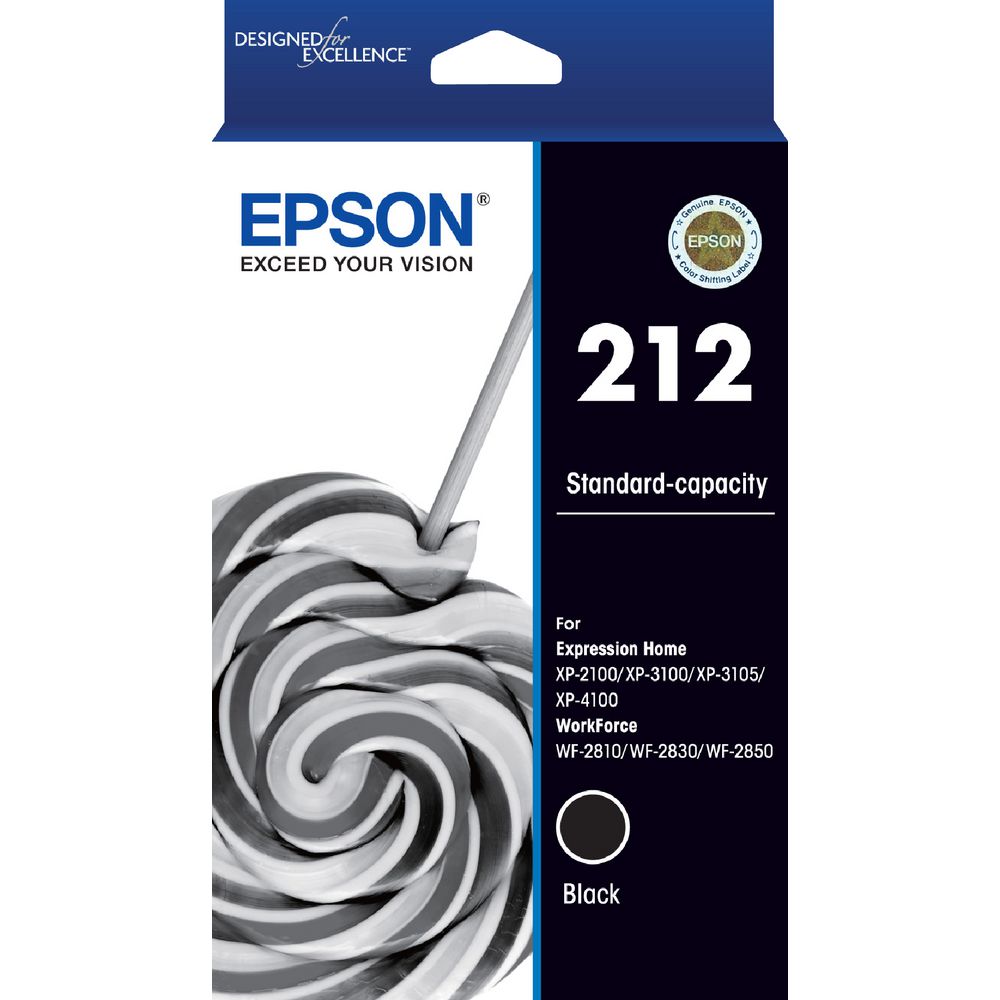 DESIGNED for
EXCELLENCE™
EPSON®
EXCEED YOUR VISION
Genuine EPSON
EPSON
Color Shifting Label
212
Standard-capacity
For
Expression Home
XP-2100/XP-3100/XP-3105/
XP-4100
WorkForce
WF-2810/WF-2830/WF-2850
Black